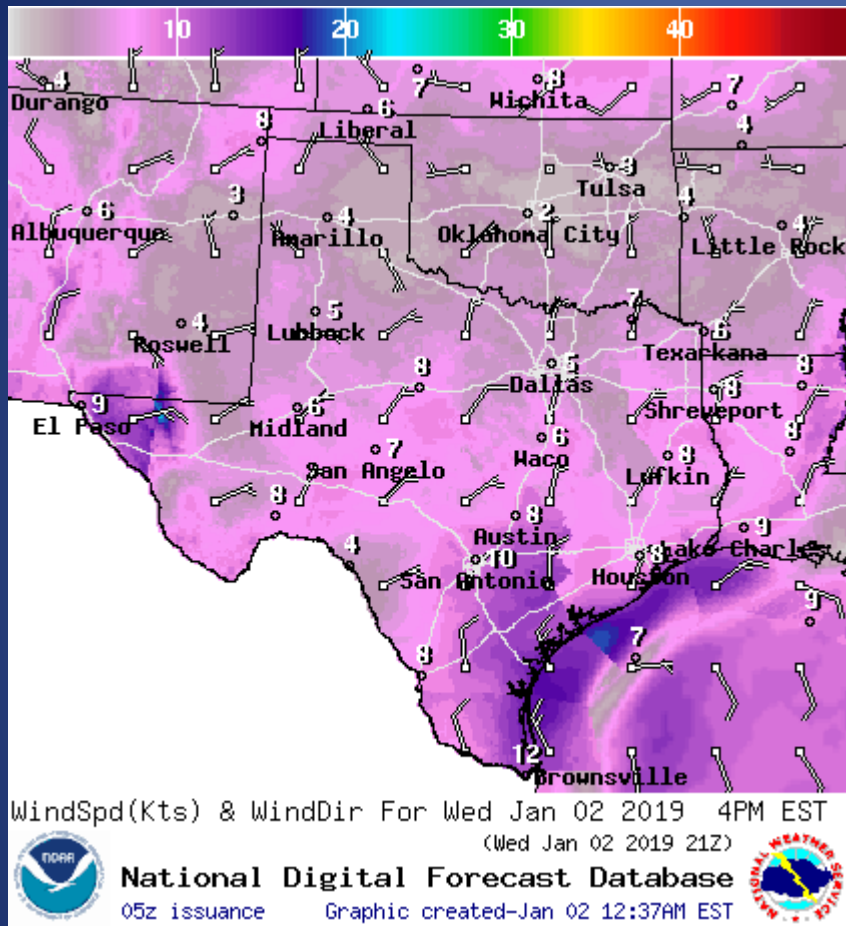 10 20 30 40
4 7 8 7
Durango Wichita
6
Liberal
8 4
3
Tulsa
6 3 4 2 4 4
Albuquerque Amarillo Oklahoma City Little Rock
4 5 7 6
Roswell Lubbock Texarkana
8 5 8
Dallas
9 6 8
El Paso Midland Shreveport
7 6 8 8
San Angelo Waco Lufkin
8 8 9
Austin Lake Charles
4 10 8
San Antonio Houston
9
8 7
12
Brownsville
WindSpd(Kts) & WindDir For Wed Jan 02 2019 4PM EST
(Wed Jan 02 2019 21Z)
NOAA
National Digital Forecast Database
05z issuance Graphic created-Jan 02 12:37AM EST
NATIONAL WEATHER SERVICE